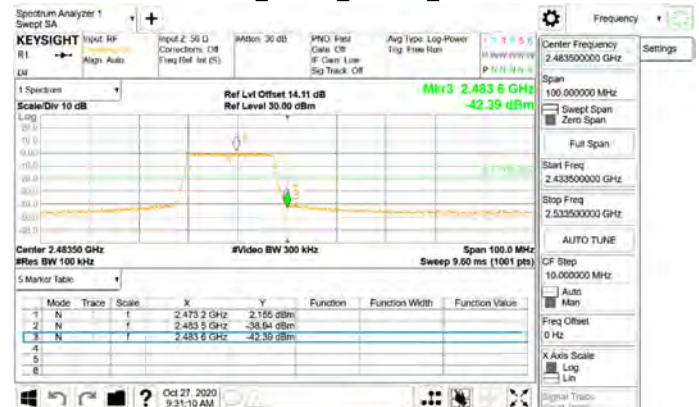 Spectrum Analyzer 1
Swept SA
Frequency
KEYSIGHT
Input: RF
Input Z: 50 Ω
#Atten: 30 dB
PNO: Fast
Avg Type: Log-Power
Corrections: Off
Gate: Off
Trig: Free Run
Align: Auto
Freq Ref: Int (S)
IF Gain: Low
Sig Track: Off
Center Frequency
2.483500000 GHz
Settings
1 Spectrum
Scale/Div 10 dB
Ref Lvl Offset 14.11 dB
Ref Level 30.00 dBm
Mkr3 2.483 6 GHz
-42.39 dBm
Span
100.000000 MHz
Swept Span
Zero Span
Log
Full Span
Start Freq
2.433500000 GHz
Stop Freq
2.533500000 GHz
AUTO TUNE
Center 2.48350 GHz
#Video BW 300 kHz
Span 100.0 MHz
#Res BW 100 kHz
Sweep 9.60 ms (1001 pts)
CF Step
10.000000 MHz
Auto
Man
5 Marker Table
Mode Trace Scale X Y Function Function Width Function Value
1 N 1 f 2.473 2 GHz 2.155 dBm
2 N 1 f 2.483 5 GHz -38.94 dBm
3 N 1 f 2.483 6 GHz -42.39 dBm
4
5
6
Freq Offset
0 Hz
X Axis Scale
Log
Lin
Signal Track
Oct 27, 2020
9:31:10 AM